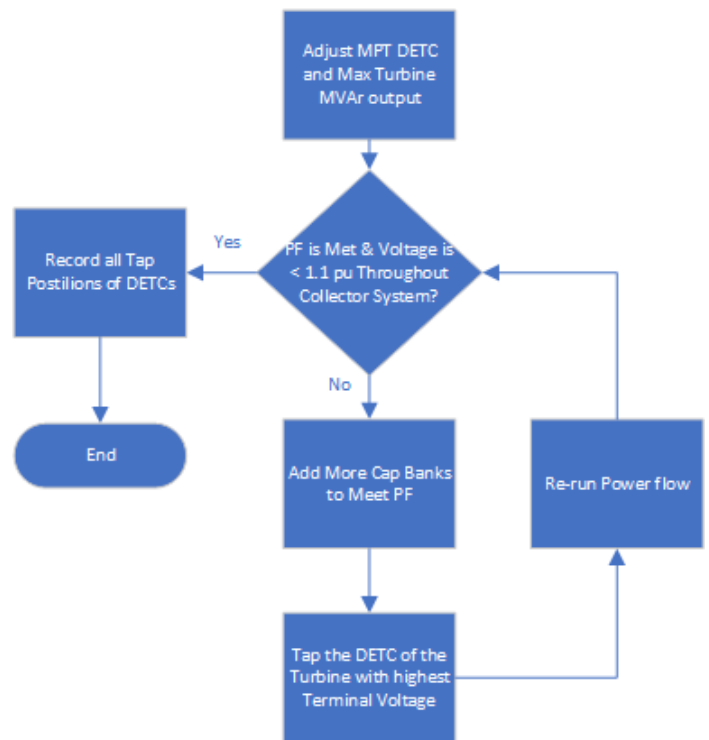 Adjust MPT DETC
and Max Turbine
MVAr output
PF is Met & Voltage is
< 1.1 pu Throughout
Collector System?
Yes
Record all Tap
Postilions of DETCs
No
End
Add More Cap Banks
to Meet PF
Re-run Power flow
Tap the DETC of the
Turbine with highest
Terminal Voltage